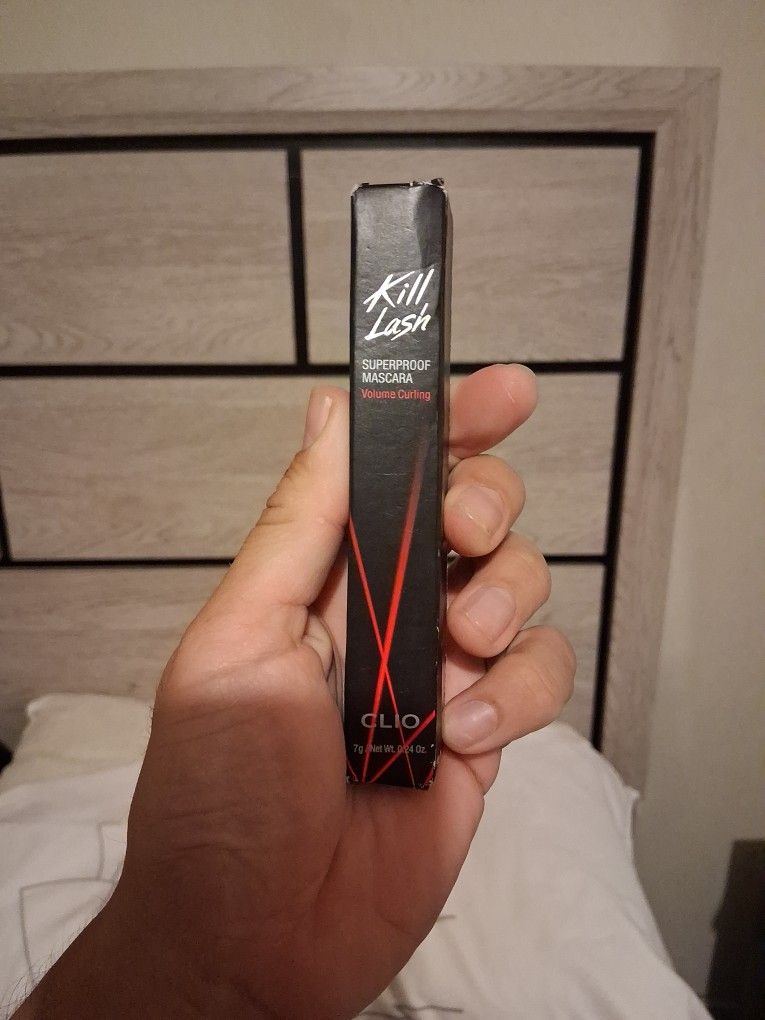 Kill
Lash
SUPERPROOF
MASCARA
Volume Curling
CLIO
7g / Net Wt. 0.24 Oz.